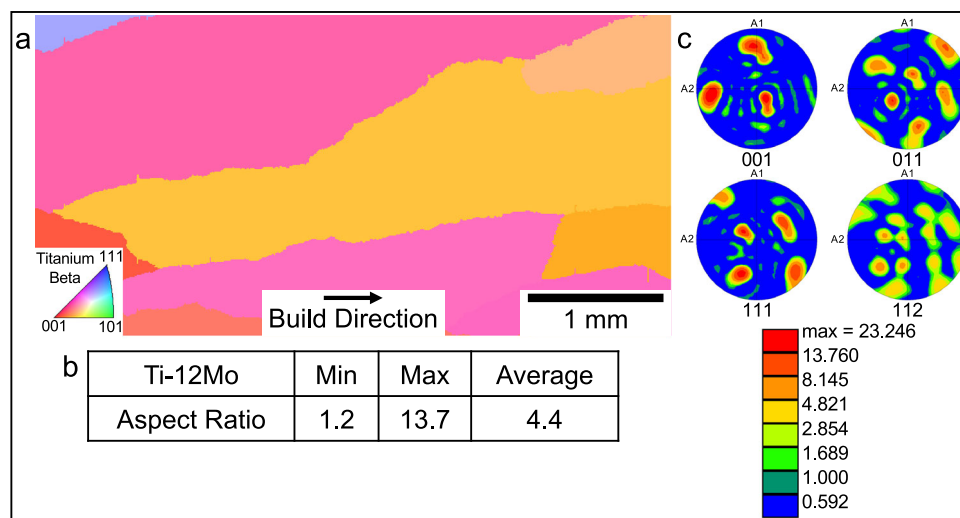 a
Titanium 111
Beta
001 101
Build Direction
1 mm
b
Ti-12Mo Min Max Average
Aspect Ratio 1.2 13.7 4.4
c
A1 A1
A2 A2
001 011
A1 A1
A2 A2
111 112
max = 23.246
13.760
8.145
4.821
2.854
1.689
1.000
0.592